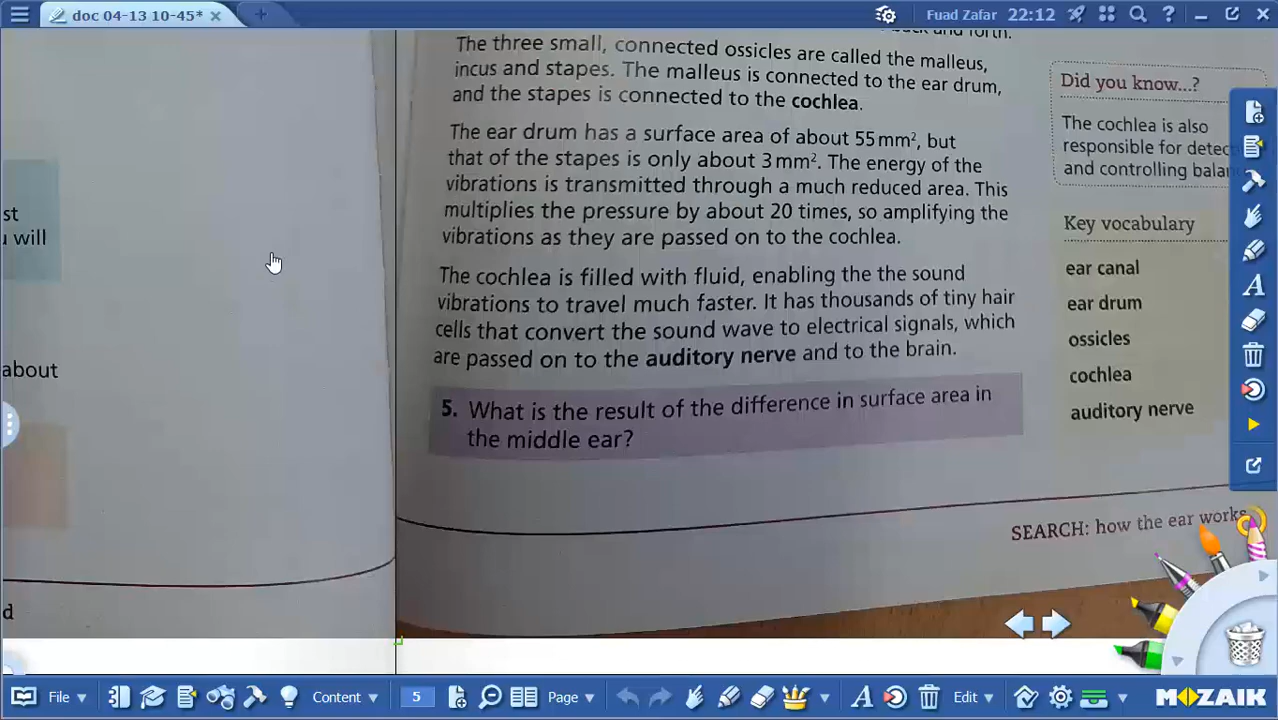 doc 04-13 10-45*
Fuad Zafar 22:12
The three small, connected ossicles are called the malleus,
incus and stapes. The malleus is connected to the ear drum,
and the stapes is connected to the cochlea.
The ear drum has a surface area of about 55 mm², but
that of the stapes is only about 3 mm². The energy of the
vibrations is transmitted through a much reduced area. This
multiplies the pressure by about 20 times, so amplifying the
vibrations as they are passed on to the cochlea.
The cochlea is filled with fluid, enabling the the sound
vibrations to travel much faster. It has thousands of tiny hair
cells that convert the sound wave to electrical signals, which
are passed on to the auditory nerve and to the brain.
5. What is the result of the difference in surface area in
the middle ear?
Did you know...?
The cochlea is also
responsible for detec
and controlling balan
Key vocabulary
ear canal
ear drum
ossicles
cochlea
auditory nerve
SEARCH: how the ear works
st
will
about
d
File
Content
5
Page
Edit
MOZAIK